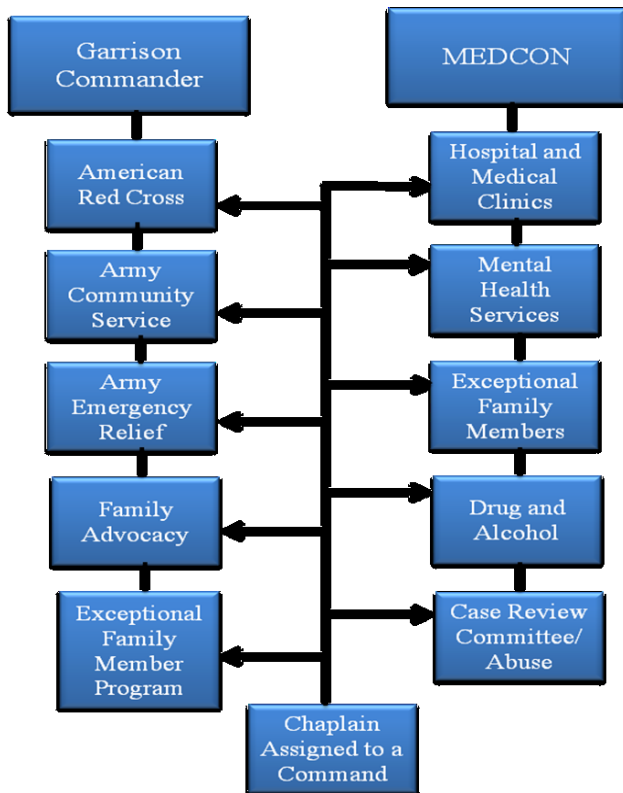 Garrison
Commander
American
Red Cross
Army
Community
Service
Army
Emergency
Relief
Family
Advocacy
Exceptional
Family
Member
Program
MEDCON
Hospital and
Medical
Clinics
Mental
Health
Services
Exceptional
Family
Members
Drug and
Alcohol
Case Review
Committee/
Abuse
Chaplain
Assigned to a
Command